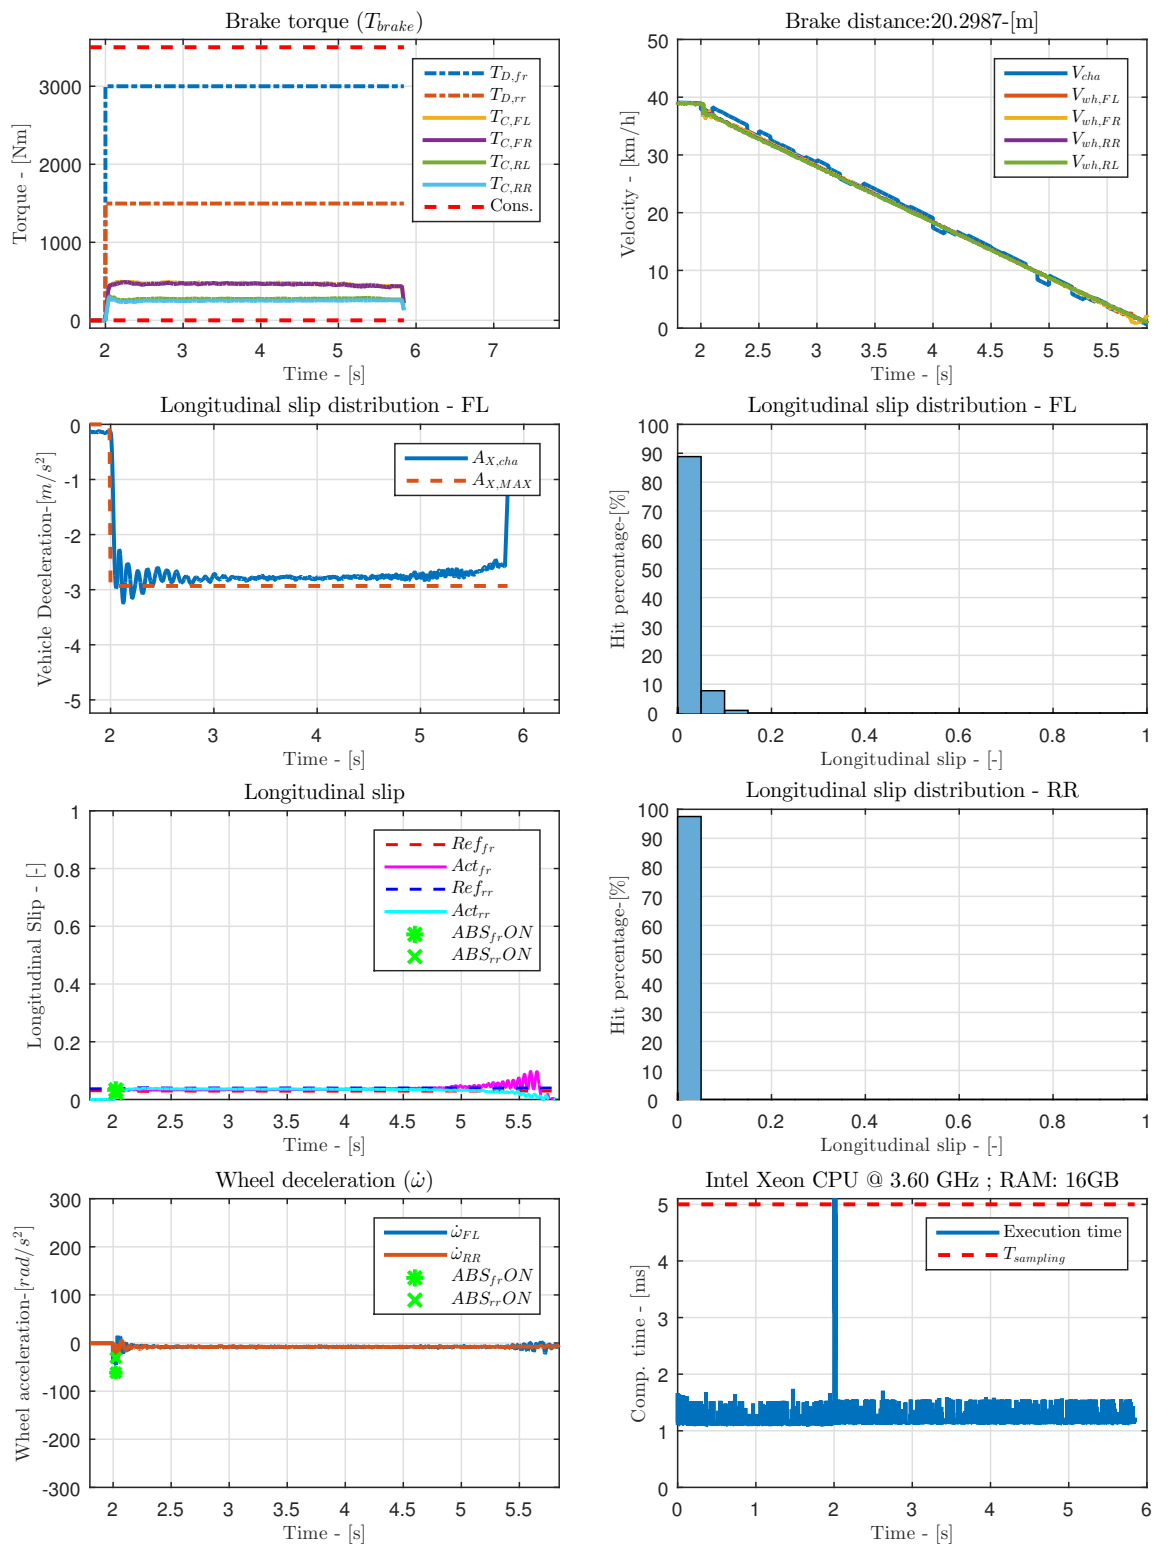 Brake torque (T_brake)
3000
2000
1000
0
2 3 4 5 6 7
Torque - [Nm]
Time - [s]
T_D,fr
T_D,rr
T_C,FL
T_C,FR
T_C,RL
T_C,RR
Cons.
Brake distance:20.2987-[m]
50
40
30
20
10
0
2 2.5 3 3.5 4 4.5 5 5.5
Velocity - [km/h]
Time - [s]
V_cha
V_wh,FL
V_wh,FR
V_wh,RR
V_wh,RL
Longitudinal slip distribution - FL
0
-1
-2
-3
-4
-5
2 3 4 5 6
Vehicle Deceleration-[m/s²]
Time - [s]
A_X,cha
A_X,MAX
Longitudinal slip distribution - FL
100
90
80
70
60
50
40
30
20
10
0
0 0.2 0.4 0.6 0.8 1
Hit percentage-[%]
Longitudinal slip - [-]
Longitudinal slip
1
0.8
0.6
0.4
0.2
0
2 2.5 3 3.5 4 4.5 5 5.5
Longitudinal Slip - [-]
Time - [s]
Ref_fr
Act_fr
Ref_rr
Act_rr
ABS_frON
ABS_rrON
Longitudinal slip distribution - RR
100
90
80
70
60
50
40
30
20
10
0
0 0.2 0.4 0.6 0.8 1
Hit percentage-[%]
Longitudinal slip - [-]
Wheel deceleration (ω̇)
300
200
100
0
-100
-200
-300
2 2.5 3 3.5 4 4.5 5 5.5
Wheel acceleration-[rad/s²]
Time - [s]
ω̇_FL
ω̇_RR
ABS_frON
ABS_rrON
Intel Xeon CPU @ 3.60 GHz ; RAM: 16GB
5
4
3
2
1
0
0 1 2 3 4 5 6
Comp. time - [ms]
Time - [s]
Execution time
T_sampling